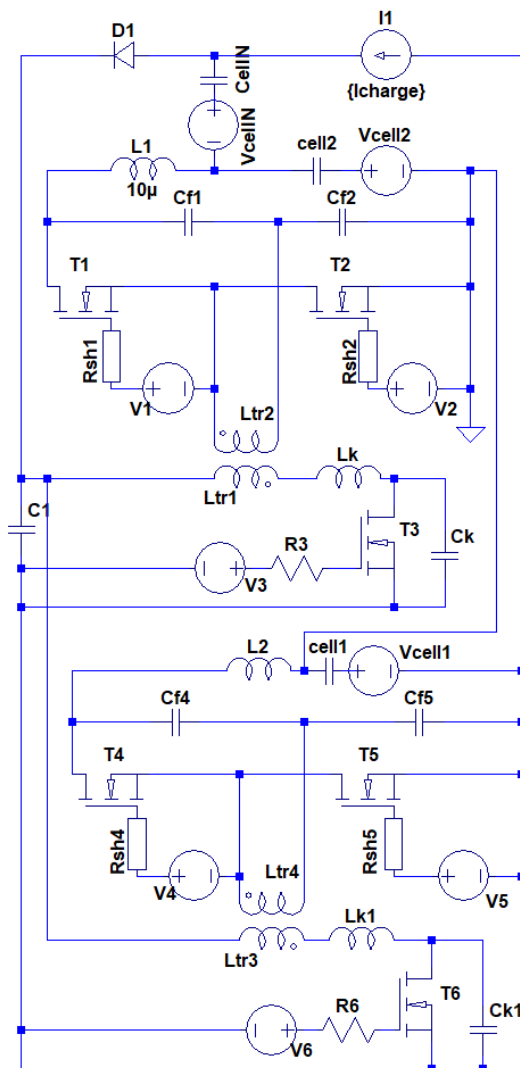 D1
I1
{Icharge}
CellN
VcellN
L1
10µ
cell2
Vcell2
Cf1
Cf2
T1
T2
Rsh1
Rsh2
V1
V2
Ltr2
Ltr1
Lk
C1
T3
Ck
R3
V3
L2
cell1
Vcell1
Cf4
Cf5
T4
T5
Rsh4
Rsh5
V4
V5
Ltr4
Ltr3
Lk1
T6
R6
Ck1
V6